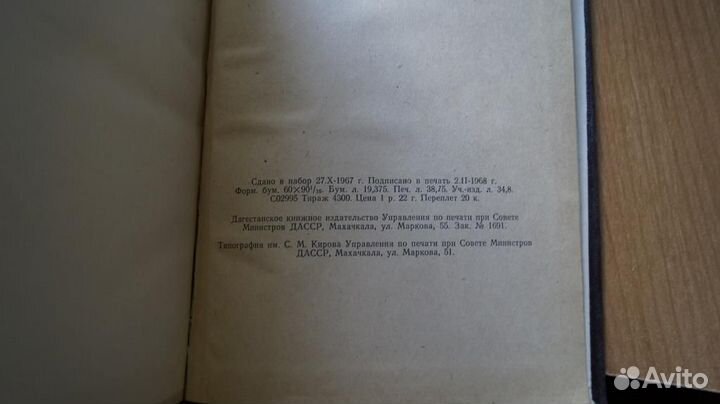 Сдано в набор 27.X-1967 г. Подписано в печать 2.II-1968 г.
Форм. бум. 60×90¹/₁₆. Бум. л. 19,375. Печ. л. 38,75. Уч.-изд. л. 34,8.
С02995 Тираж 4300. Цена 1 р. 22 г. Переплет 20 к.
Дагестанское книжное издательство Управления по печати при Совете
Министров ДАССР, Махачкала, ул. Маркова, 55. Зак. № 1691.
Типография им. С. М. Кирова Управления по печати при Совете Министров
ДАССР, Махачкала, ул. Маркова, 51.
Avito